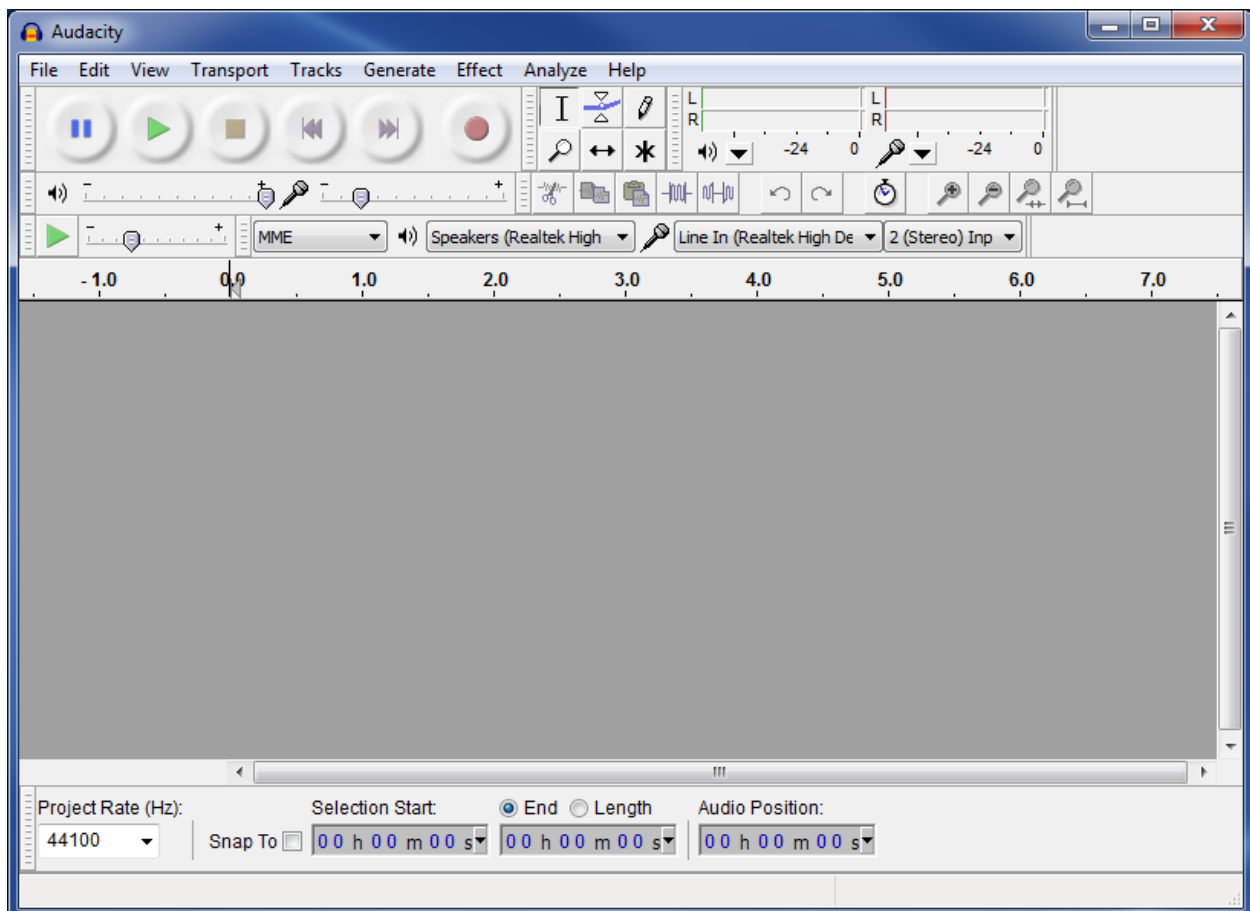 Audacity
File Edit View Transport Tracks Generate Effect Analyze Help
L L
R R
-24 0 -24 0
- + - +
- + MME Speakers (Realtek High Line In (Realtek High De 2 (Stereo) Inp
- 1.0 0.0 1.0 2.0 3.0 4.0 5.0 6.0 7.0
Project Rate (Hz): Selection Start: End Length Audio Position:
44100 Snap To 00 h 00 m 00 s 00 h 00 m 00 s 00 h 00 m 00 s